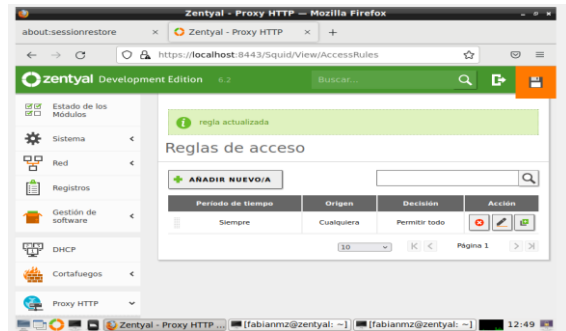 Zentyal - Proxy HTTP — Mozilla Firefox
about:sessionrestore × Zentyal - Proxy HTTP × +
https://localhost:8443/Squid/View/AccessRules
zentyal Development Edition 6.2 Buscar...
Estado de los
Módulos
Sistema
Red
Registros
Gestión de
software
DHCP
Cortafuegos
Proxy HTTP
regla actualizada
Reglas de acceso
+ AÑADIR NUEVO/A
Período de tiempo Origen Decisión Acción
Siempre Cualquiera Permitir todo
10 Página 1
Zentyal - Proxy HTTP ... [fabianmz@zentyal: ~] [fabianmz@zentyal: ~] 12:49